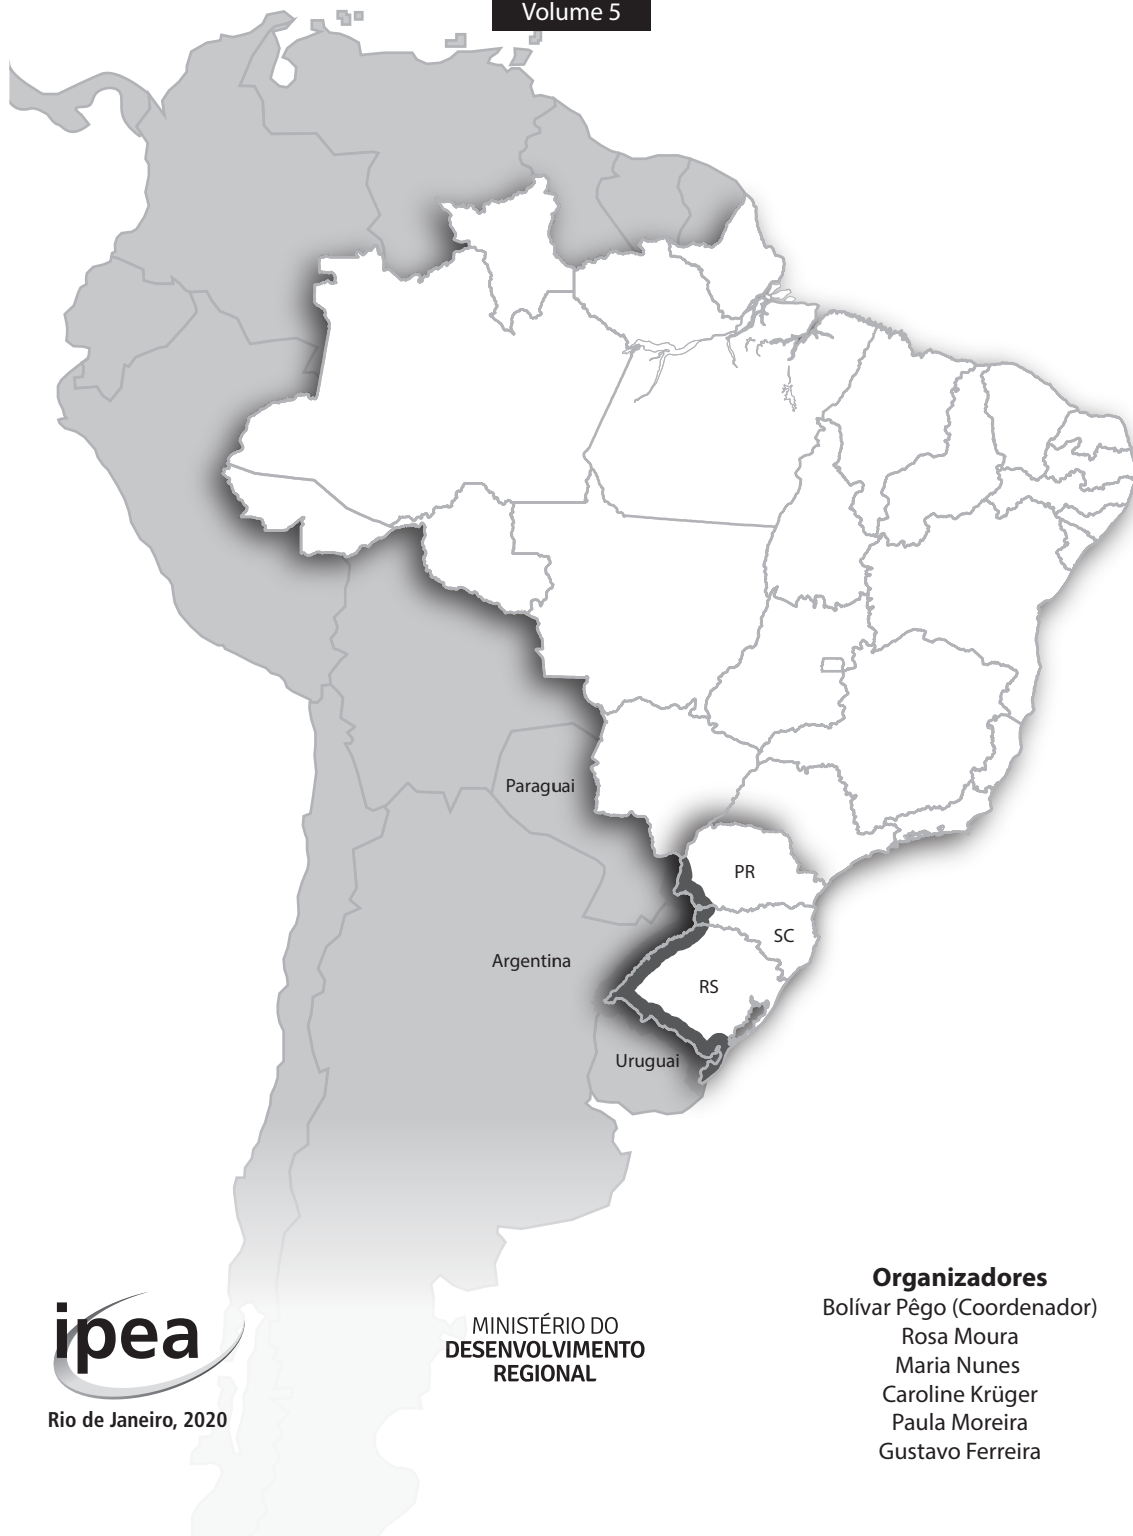 Volume 5
Paraguai
PR
SC
Argentina
RS
Uruguai
Organizadores
Bolívar Pêgo (Coordenador)
Rosa Moura
Maria Nunes
Caroline Krüger
Paula Moreira
Gustavo Ferreira
ipea
Rio de Janeiro, 2020
MINISTÉRIO DO
DESENVOLVIMENTO
REGIONAL